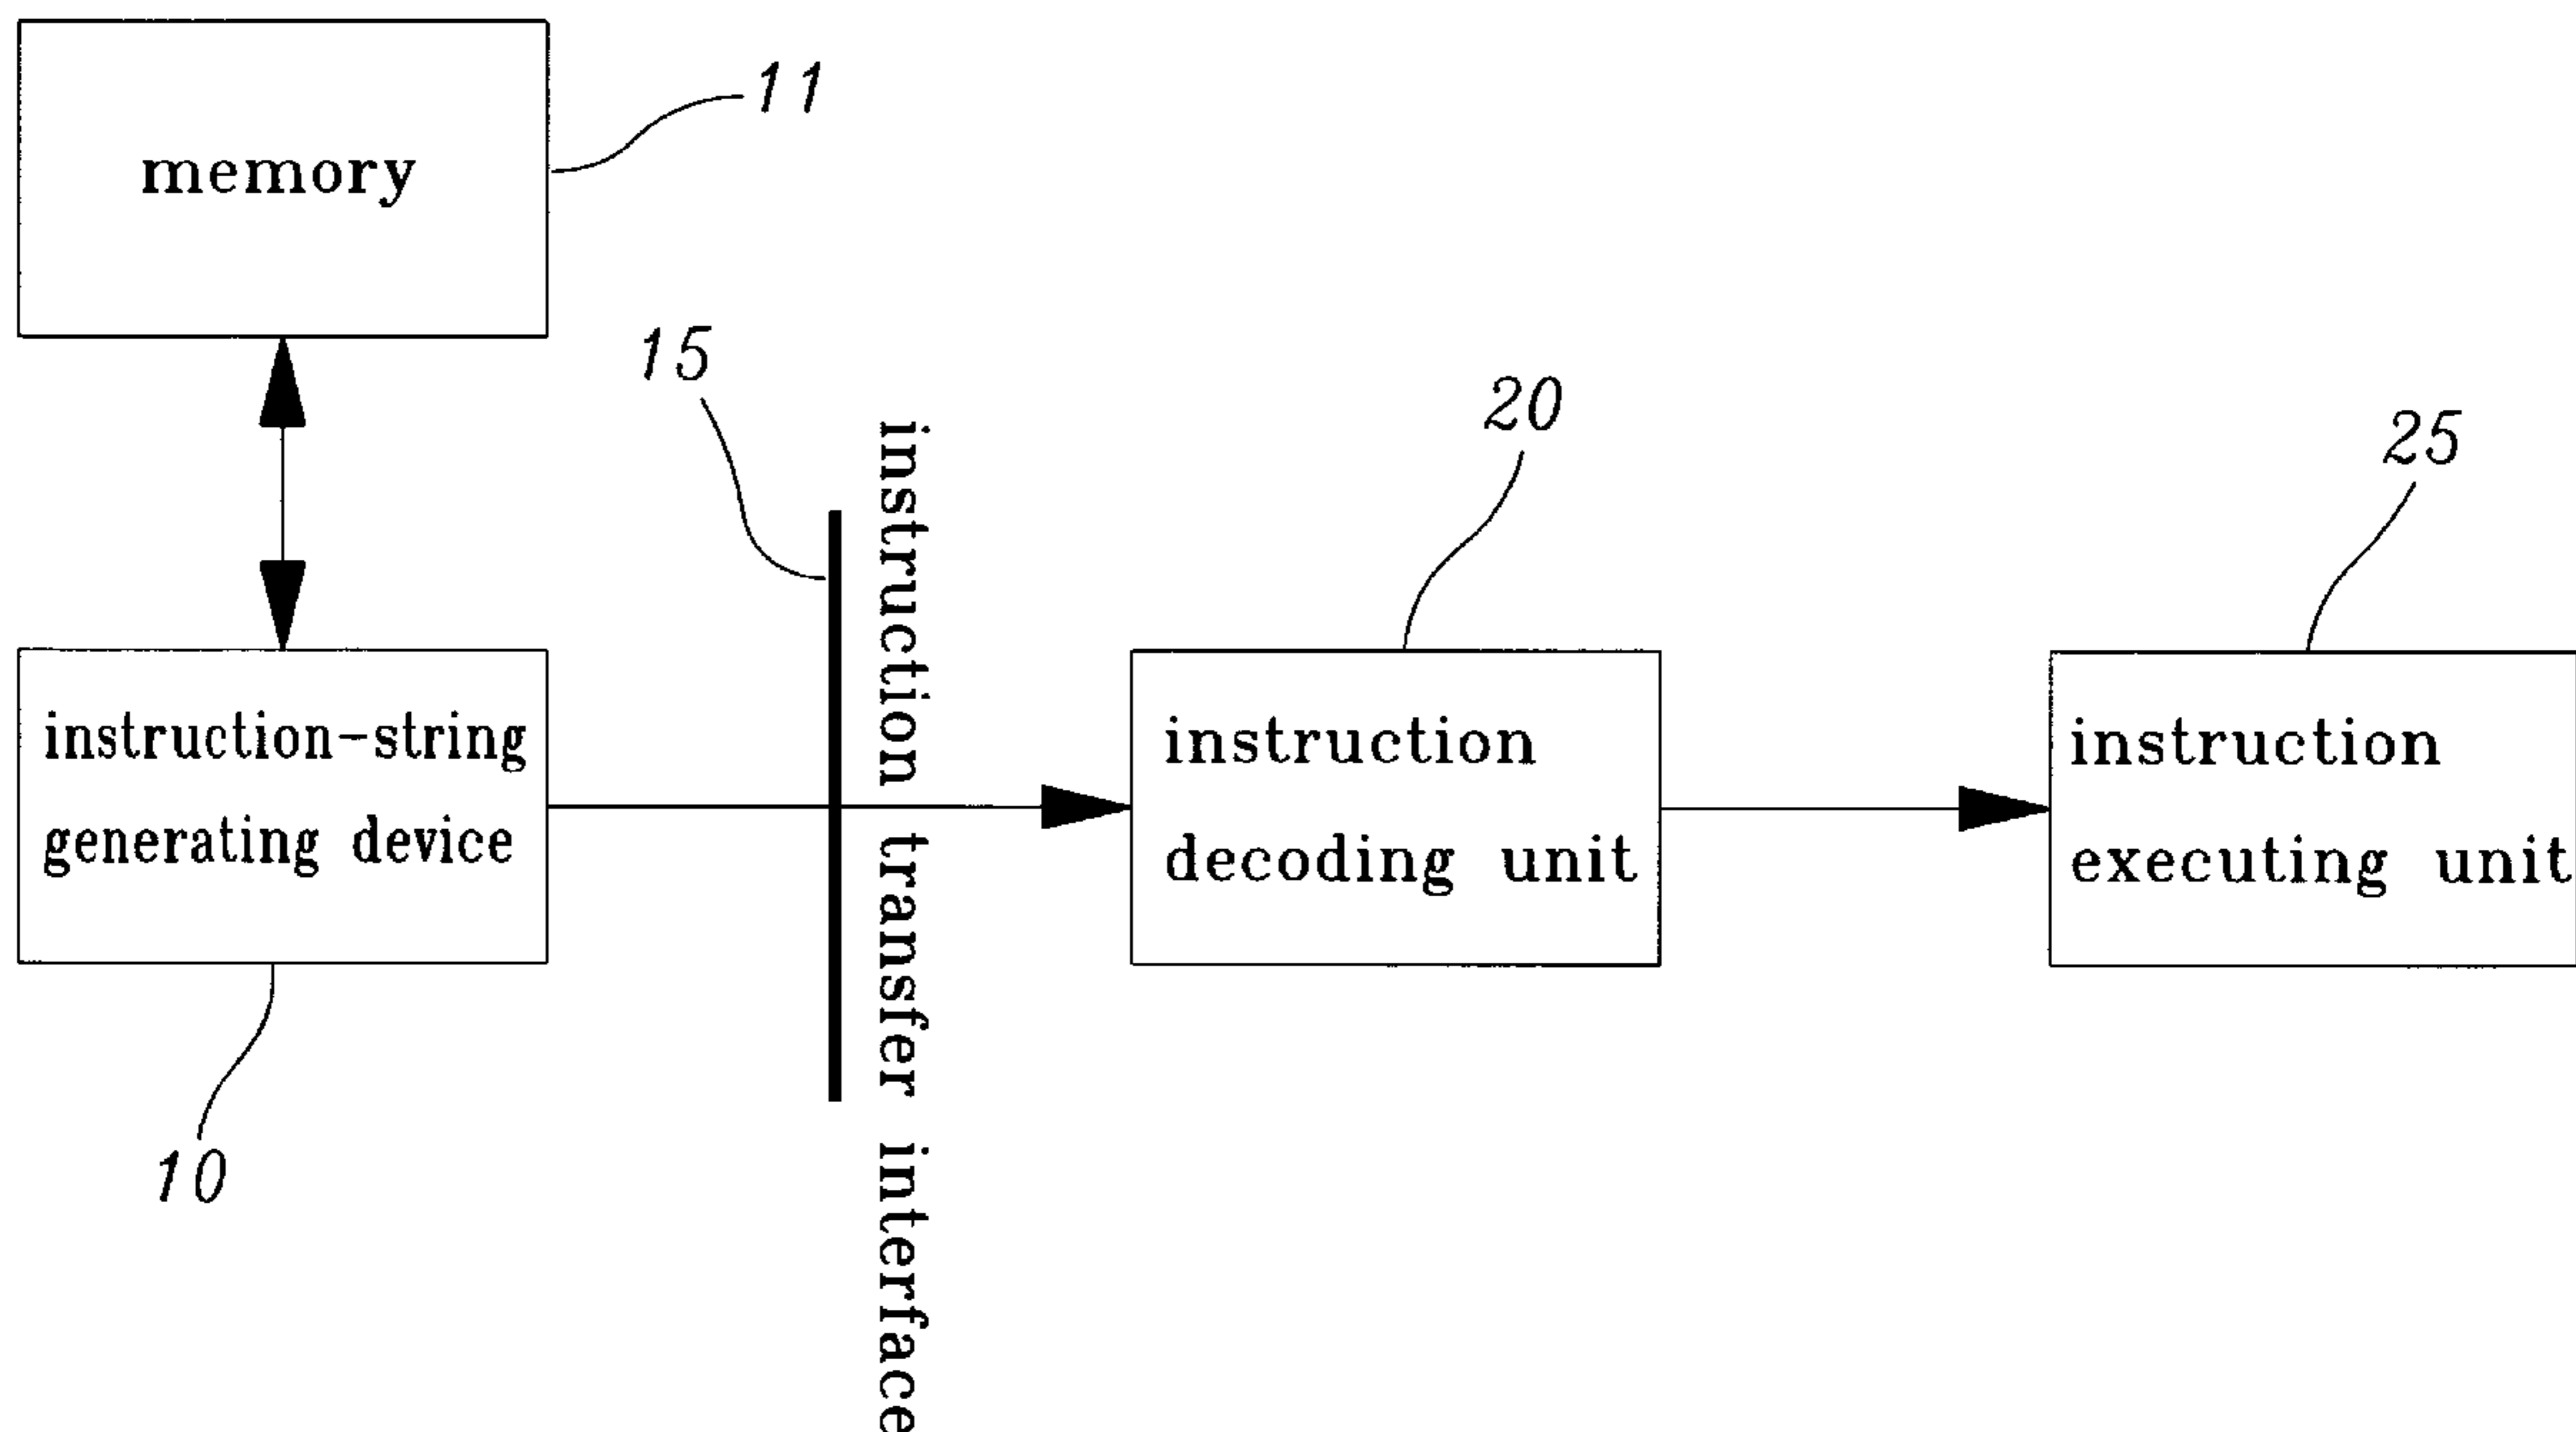 memory
11
15
instruction transfer interface
20
25
instruction-string
generating device
instruction
decoding unit
instruction
executing unit
10